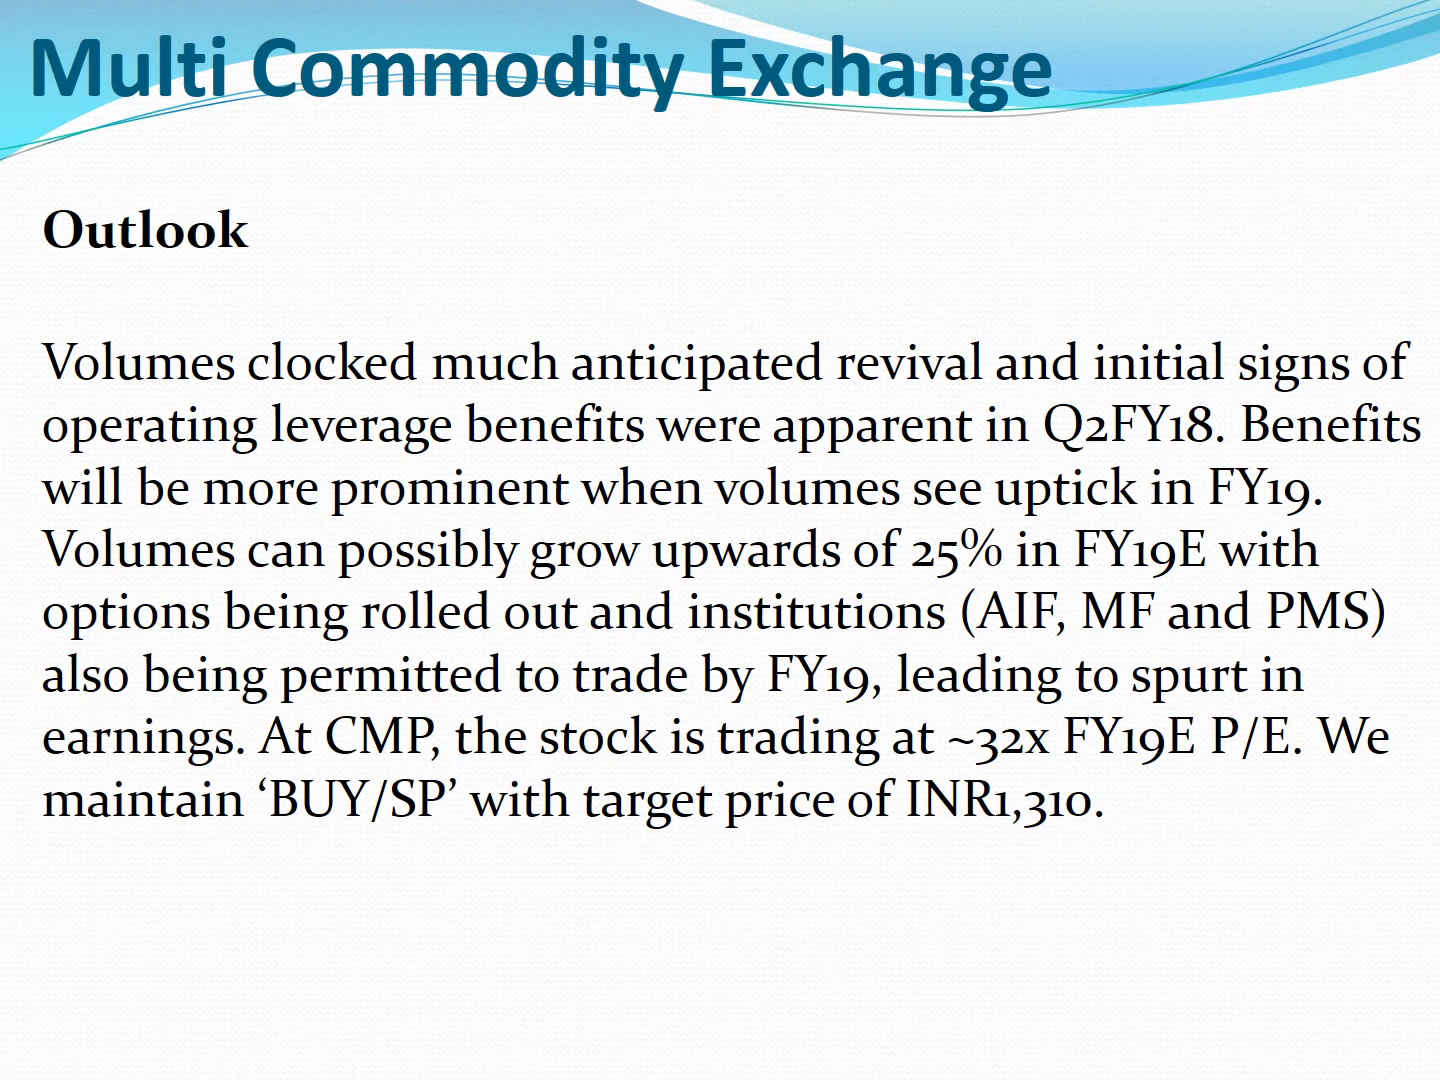 Multi Commodity Exchange
Outlook
Volumes clocked much anticipated revival and initial signs of
operating leverage benefits were apparent in Q2FY18. Benefits
will be more prominent when volumes see uptick in FY19.
Volumes can possibly grow upwards of 25% in FY19E with
options being rolled out and institutions (AIF, MF and PMS)
also being permitted to trade by FY19, leading to spurt in
earnings. At CMP, the stock is trading at ~32x FY19E P/E. We
maintain ‘BUY/SP’ with target price of INR1,310.